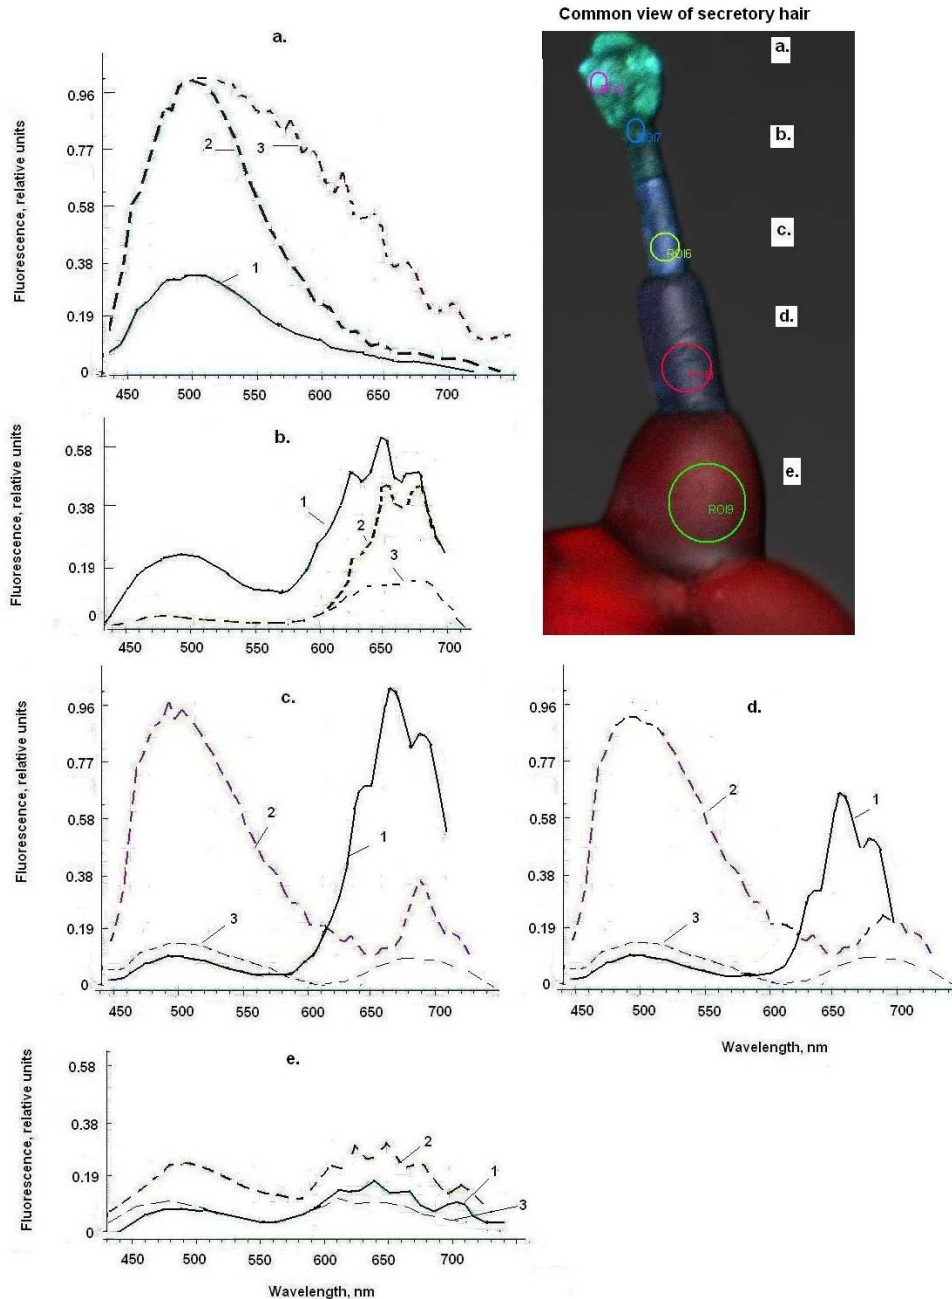 Common view of secretory hair
a.
Fluorescence, relative units
0.96
0.77
0.58
0.38
0.19
0
2
3
1
450 500 550 600 650 700
a.
b.
c.
d.
e.
ROI7
ROI6
ROI9
b.
Fluorescence, relative units
0.58
0.38
0.19
0
1
2
3
450 500 550 600 650 700
c.
Fluorescence, relative units
0.96
0.77
0.58
0.38
0.19
0
2
1
3
450 500 550 600 650 700
d.
0.96
0.77
0.58
0.38
0.19
0
2
1
3
450 500 550 600 650 700
Wavelength, nm
e.
Fluorescence, relative units
0.58
0.38
0.19
0
2
1
3
450 500 550 600 650 700
Wavelength, nm